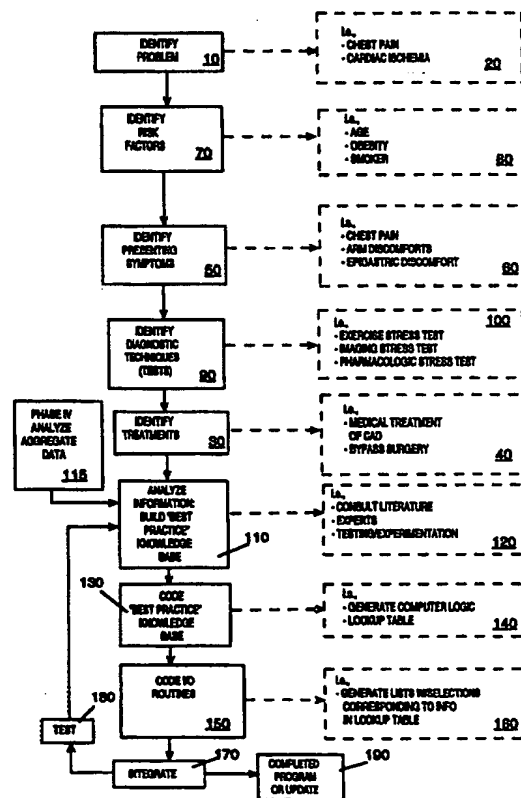 IDENTIFY
PROBLEM
10
i.e.,
- CHEST PAIN
- CARDIAC ISCHEMIA
20
IDENTIFY
RISK
FACTORS
70
i.e.,
- AGE
- OBESITY
- SMOKER
80
IDENTIFY
PRESENTING
SYMPTOMS
50
i.e.,
- CHEST PAIN
- ARM DISCOMFORTS
- EPIGASTRIC DISCOMFORT
60
IDENTIFY
DIAGNOSTIC
TECHNIQUES
(TESTS)
90
i.e.,
100
- EXERCISE STRESS TEST
- IMAGING STRESS TEST
- PHARMACOLOGIC STRESS TEST
PHASE IV
ANALYZE
AGGREGATE
DATA
115
IDENTIFY
TREATMENTS
30
i.e.,
- MEDICAL TREATMENT
OF CAD
- BYPASS SURGERY
40
ANALYZE
INFORMATION:
BUILD "BEST
PRACTICE"
KNOWLEDGE
BASE
110
i.e.,
- CONSULT LITERATURE
- EXPERTS
- TESTING/EXPERIMENTATION
120
130
CODE
"BEST PRACTICE"
KNOWLEDGE
BASE
i.e.,
- GENERATE COMPUTER LOGIC
- LOOKUP TABLE
140
CODE I/O
ROUTINES
150
i.e.,
- GENERATE LISTS W/SELECTIONS
CORRESPONDING TO INFO
IN LOOKUP TABLE
160
180
TEST
170
INTEGRATE
190
COMPLETED
PROGRAM
OR UPDATE